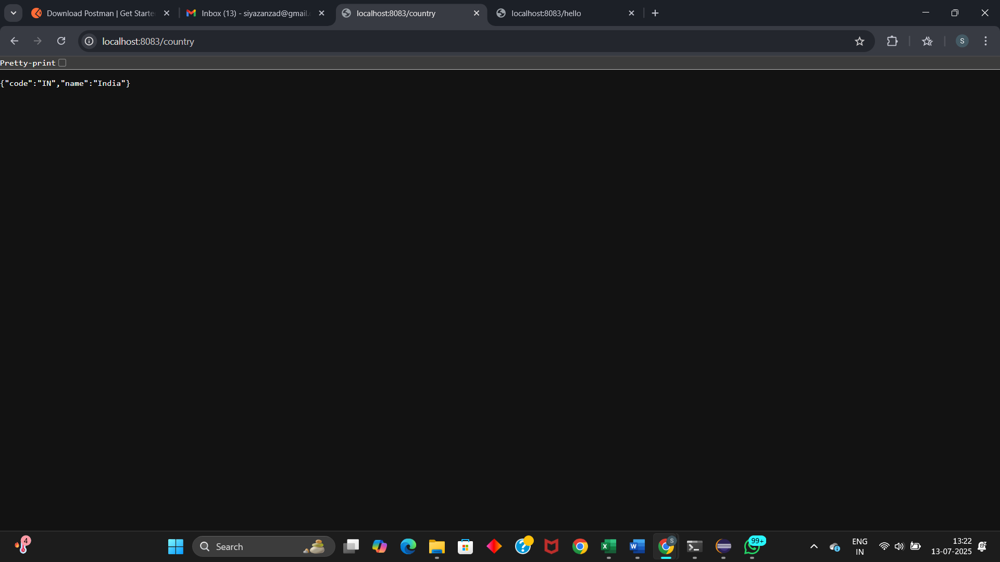 Download Postman | Get Starte
Inbox (13) - siyazanzad@gmail.
localhost:8083/country
localhost:8083/hello
localhost:8083/country
S
Pretty-print
{"code":"IN","name":"India"}
4
Search
X
W
S
99+
ENG
IN
13:22
13-07-2025